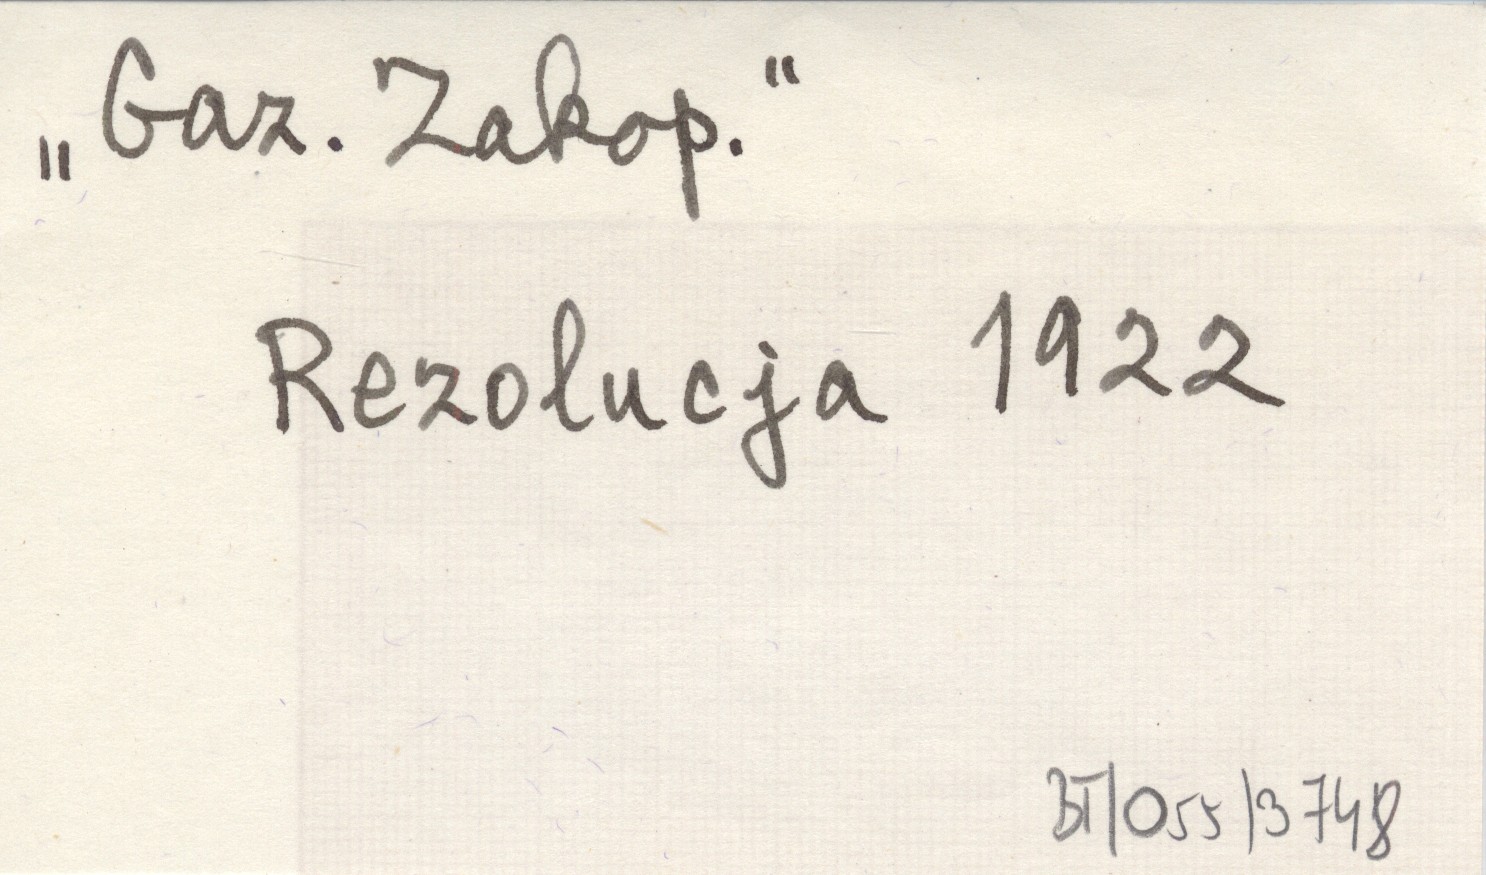 „Gaz. Zakop.“
Rezolucja 1922
BT/055/3748